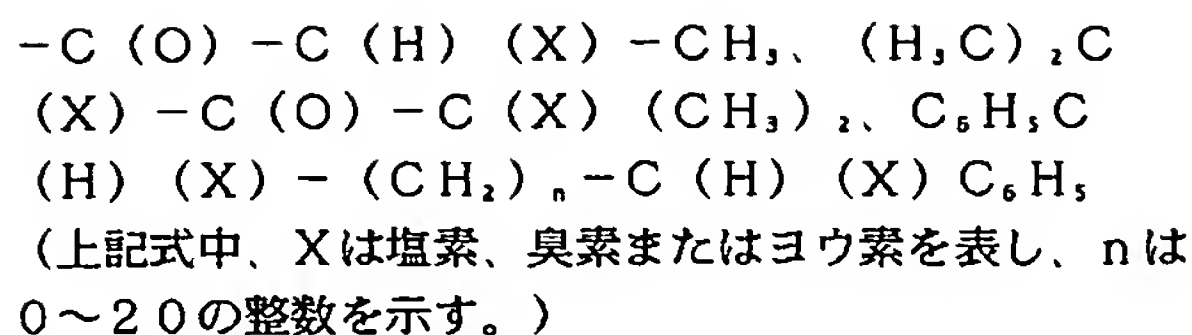 −C(O)−C(H)(X)−CH₃、(H₃C)₂C
(X)−C(O)−C(X)(CH₃)₂、C₆H₅C
(H)(X)−(CH₂)ₙ−C(H)(X)C₆H₅
(上記式中、Xは塩素、臭素またはヨウ素を表し、nは
0〜20の整数を示す。)